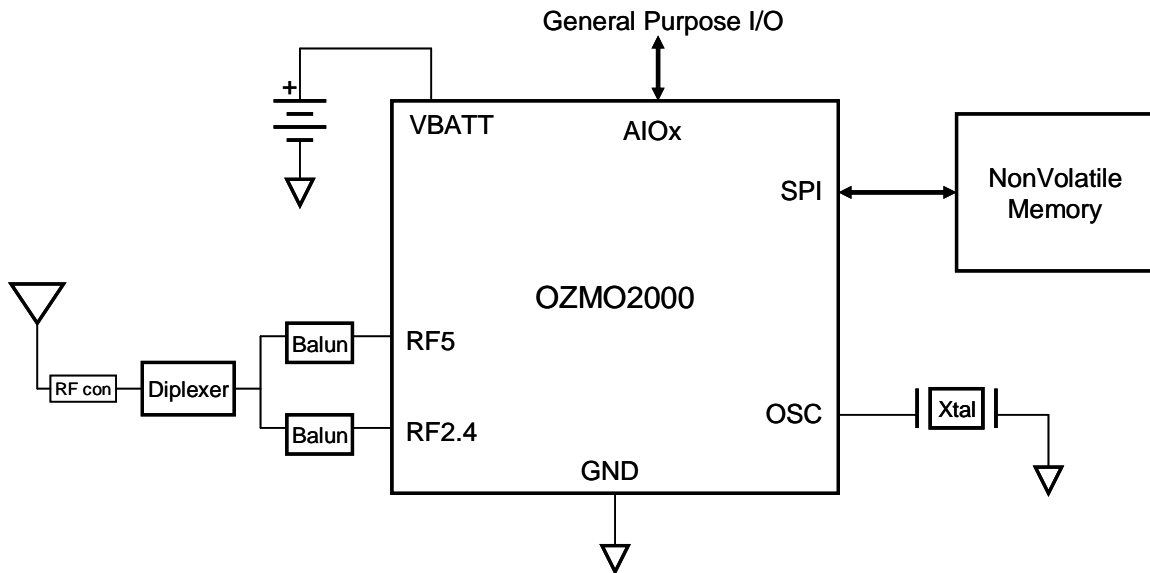 General Purpose I/O
+
VBATT
AIOx
SPI
NonVolatile
Memory
OZMO2000
Balun
RF5
RF con
Diplexer
Balun
RF2.4
OSC
Xtal
GND